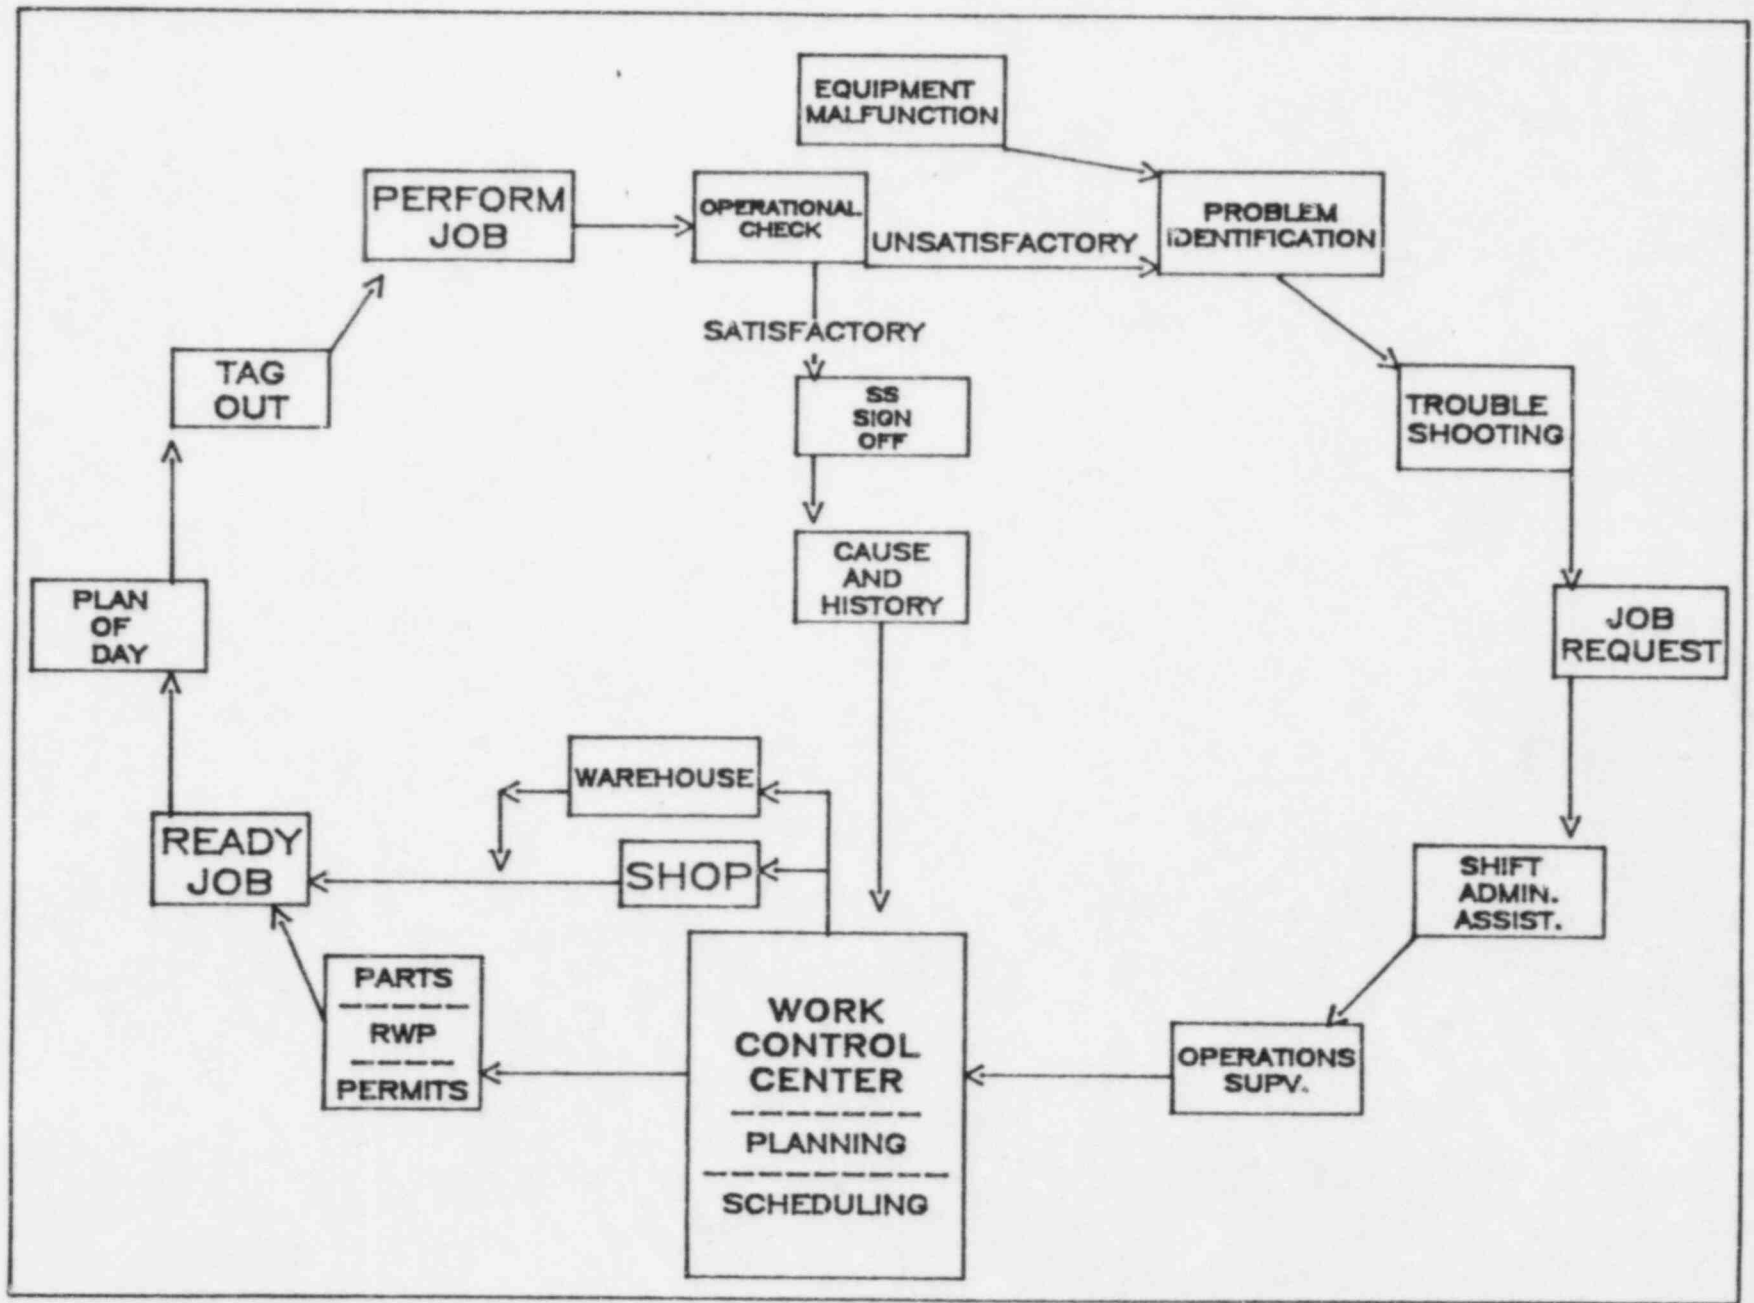 EQUIPMENT
MALFUNCTION
PERFORM
JOB
OPERATIONAL
CHECK
UNSATISFACTORY
PROBLEM
IDENTIFICATION
SATISFACTORY
TAG
OUT
SS
SIGN
OFF
TROUBLE
SHOOTING
CAUSE
AND
HISTORY
PLAN
OF
DAY
JOB
REQUEST
WAREHOUSE
SHOP
READY
JOB
SHIFT
ADMIN.
ASSIST.
PARTS
RWP
PERMITS
WORK
CONTROL
CENTER
PLANNING
SCHEDULING
OPERATIONS
SUPV.